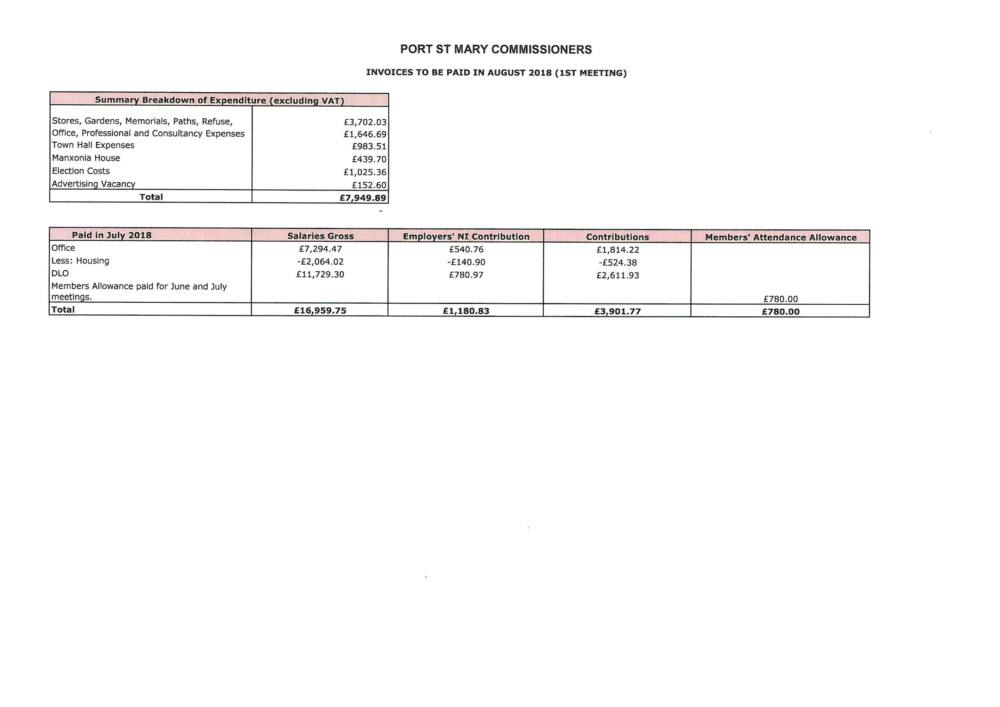 PORT ST MARY COMMISSIONERS
INVOICES TO BE PAID IN AUGUST 2018 (1ST MEETING)
Summary Breakdown of Expenditure (excluding VAT)
Stores, Gardens, Memorials, Paths, Refuse, £3,702.03
Office, Professional and Consultancy Expenses £1,646.69
Town Hall Expenses £983.51
Manxonia House £439.70
Election Costs £1,025.36
Advertising Vacancy £152.60
Total £7,949.89
-
Paid in July 2018 Salaries Gross Employers' NI Contribution Contributions Members' Attendance Allowance
Office £7,294.47 £540.76 £1,814.22
Less: Housing -£2,064.02 -£140.90 -£524.38
DLO £11,729.30 £780.97 £2,611.93
Members Allowance paid for June and July
meetings. £780.00
Total £16,959.75 £1,180.83 £3,901.77 £780.00